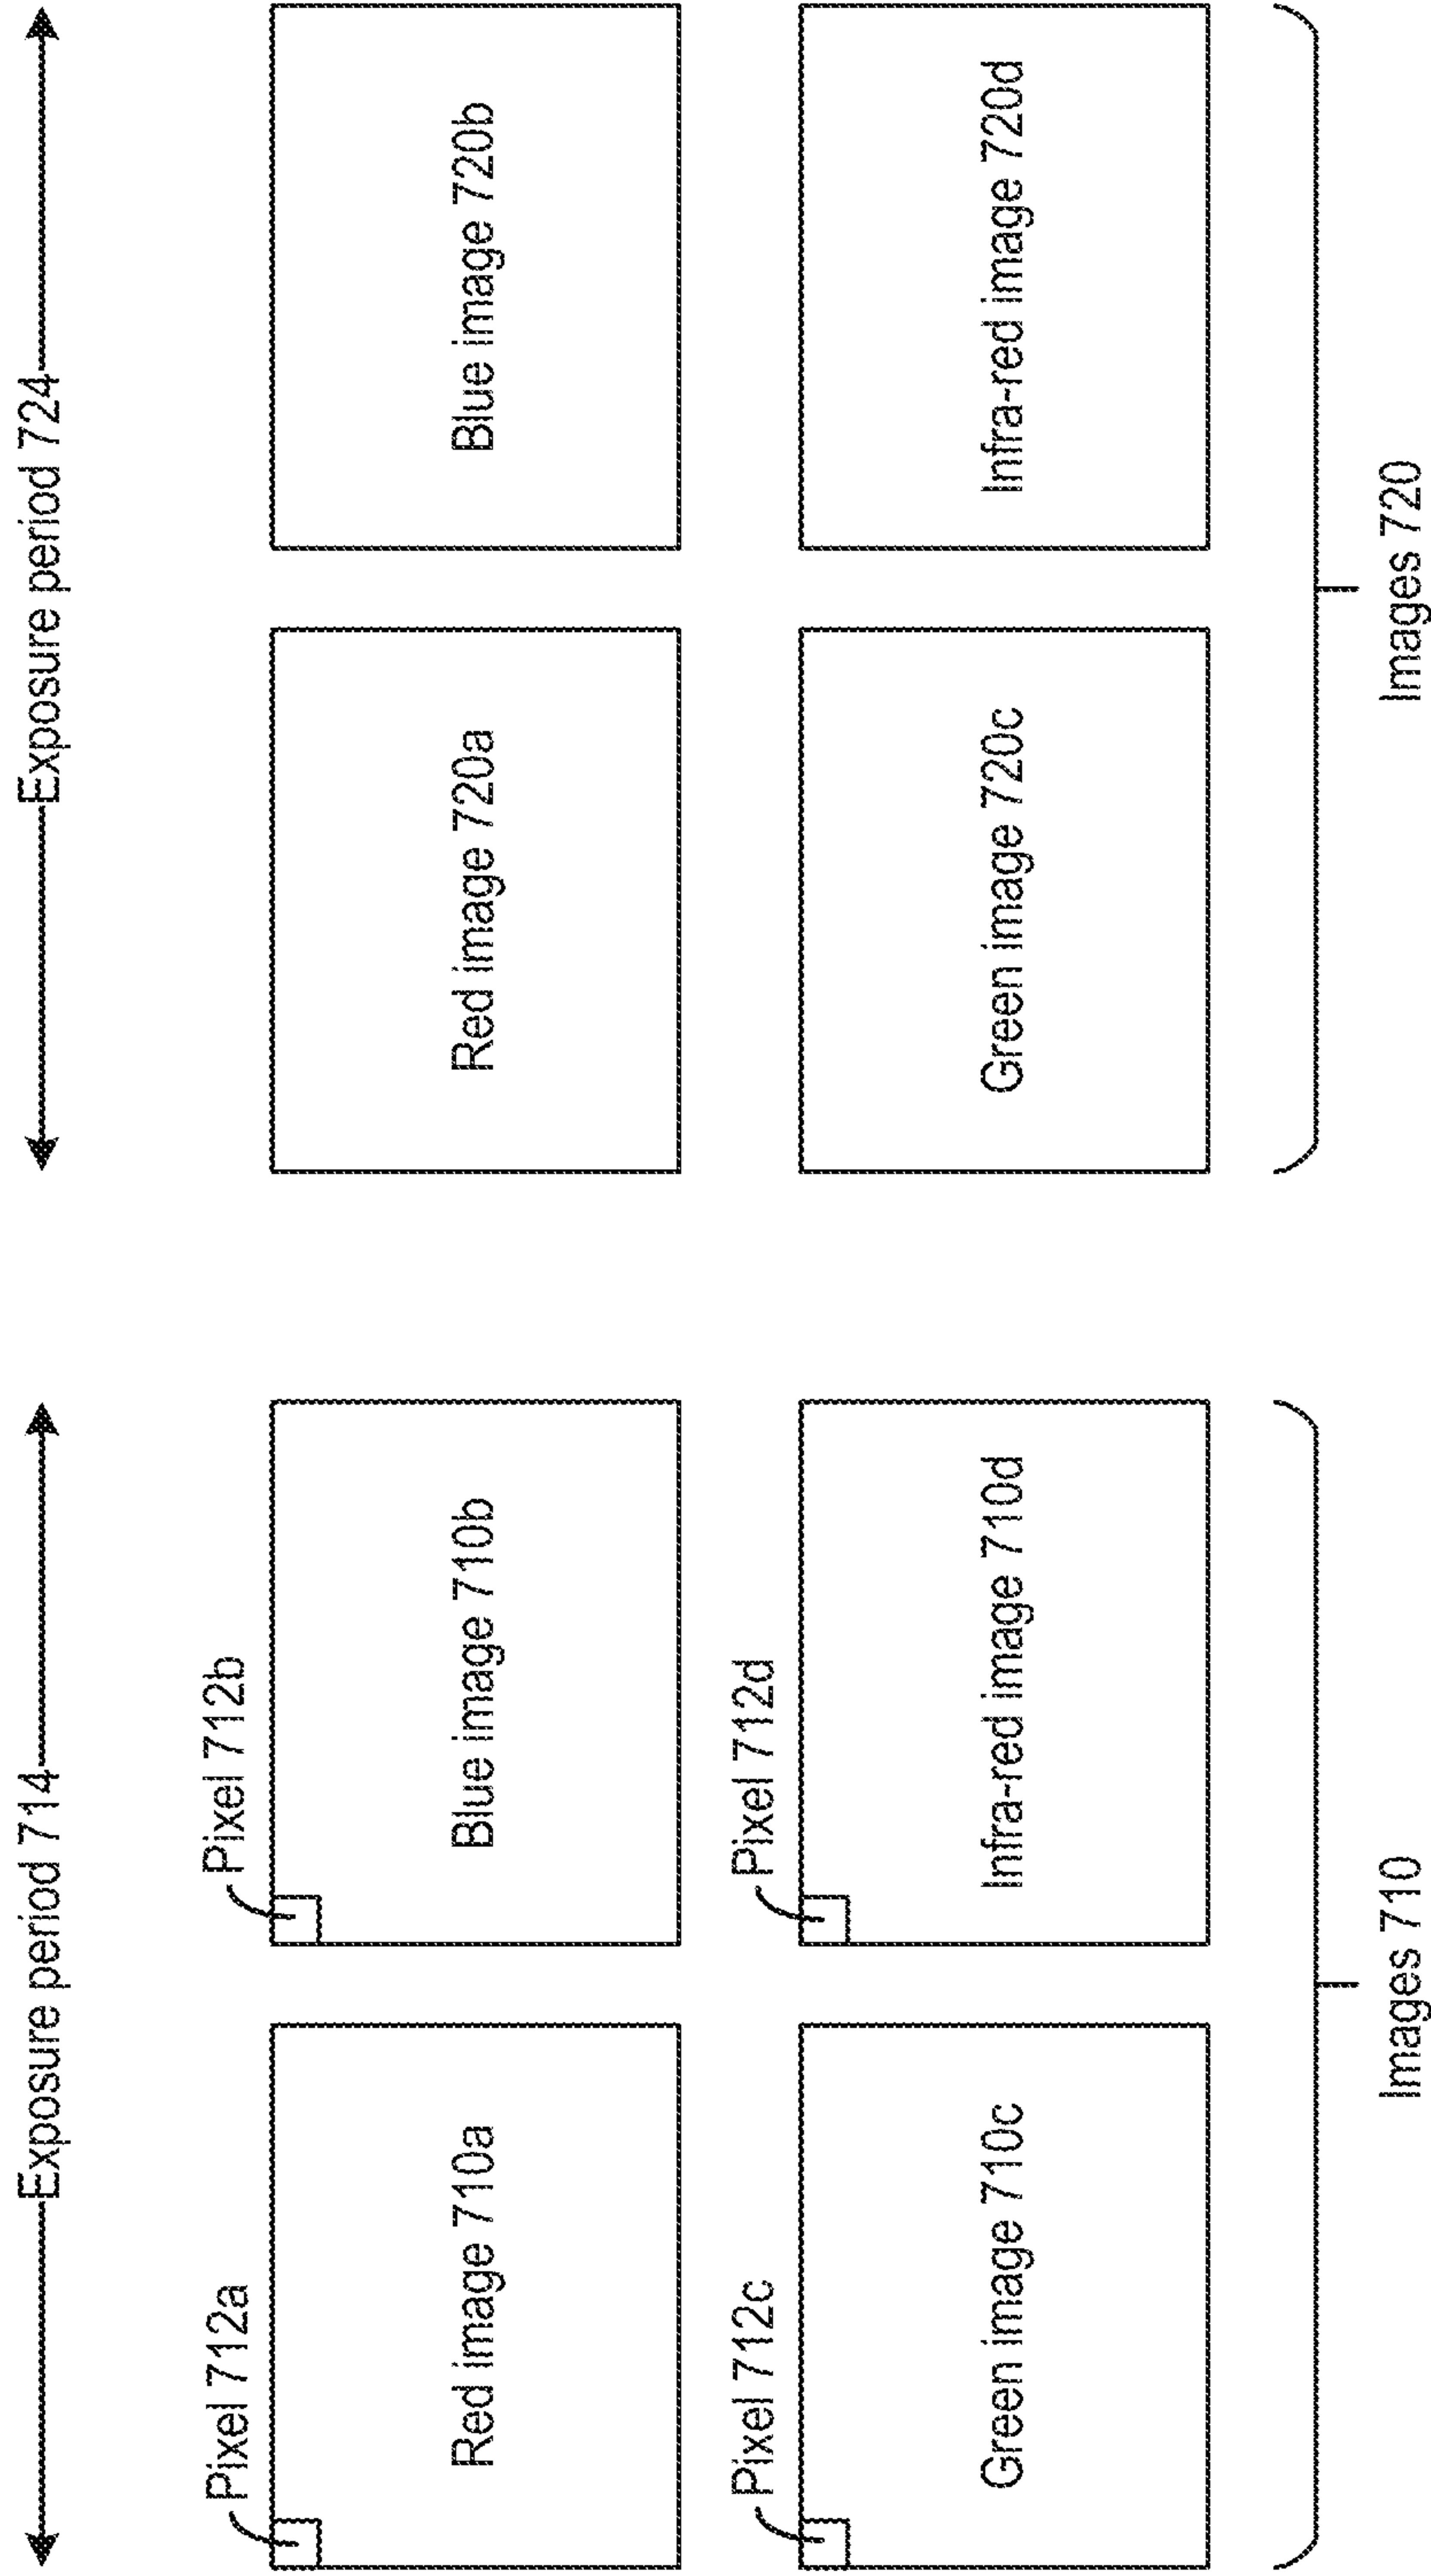 Exposure period 714
Exposure period 724
Pixel 712a
Pixel 712b
Red image 710a
Blue image 710b
Red image 720a
Blue image 720b
Pixel 712c
Pixel 712d
Green image 710c
Infra-red image 710d
Green image 720c
Infra-red image 720d
Images 710
Images 720